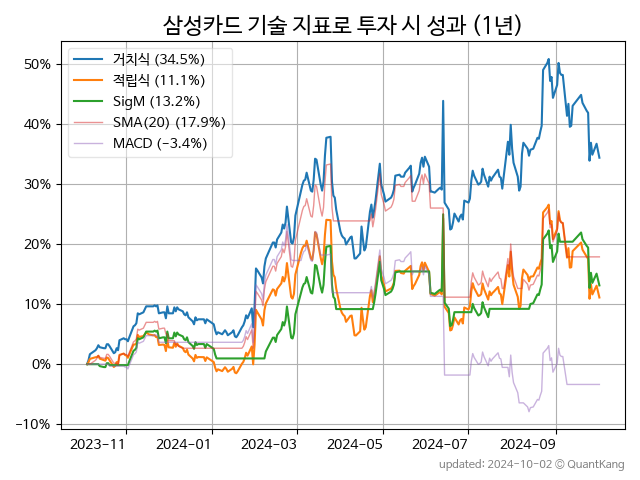 삼성카드 기술 지표로 투자 시 성과 (1년)
거치식 (34.5%)
적립식 (11.1%)
SigM (13.2%)
SMA(20) (17.9%)
MACD (−3.4%)
50%
40%
30%
20%
10%
0%
−10%
2023-11 2024-01 2024-03 2024-05 2024-07 2024-09
updated: 2024-10-02 © QuantKang